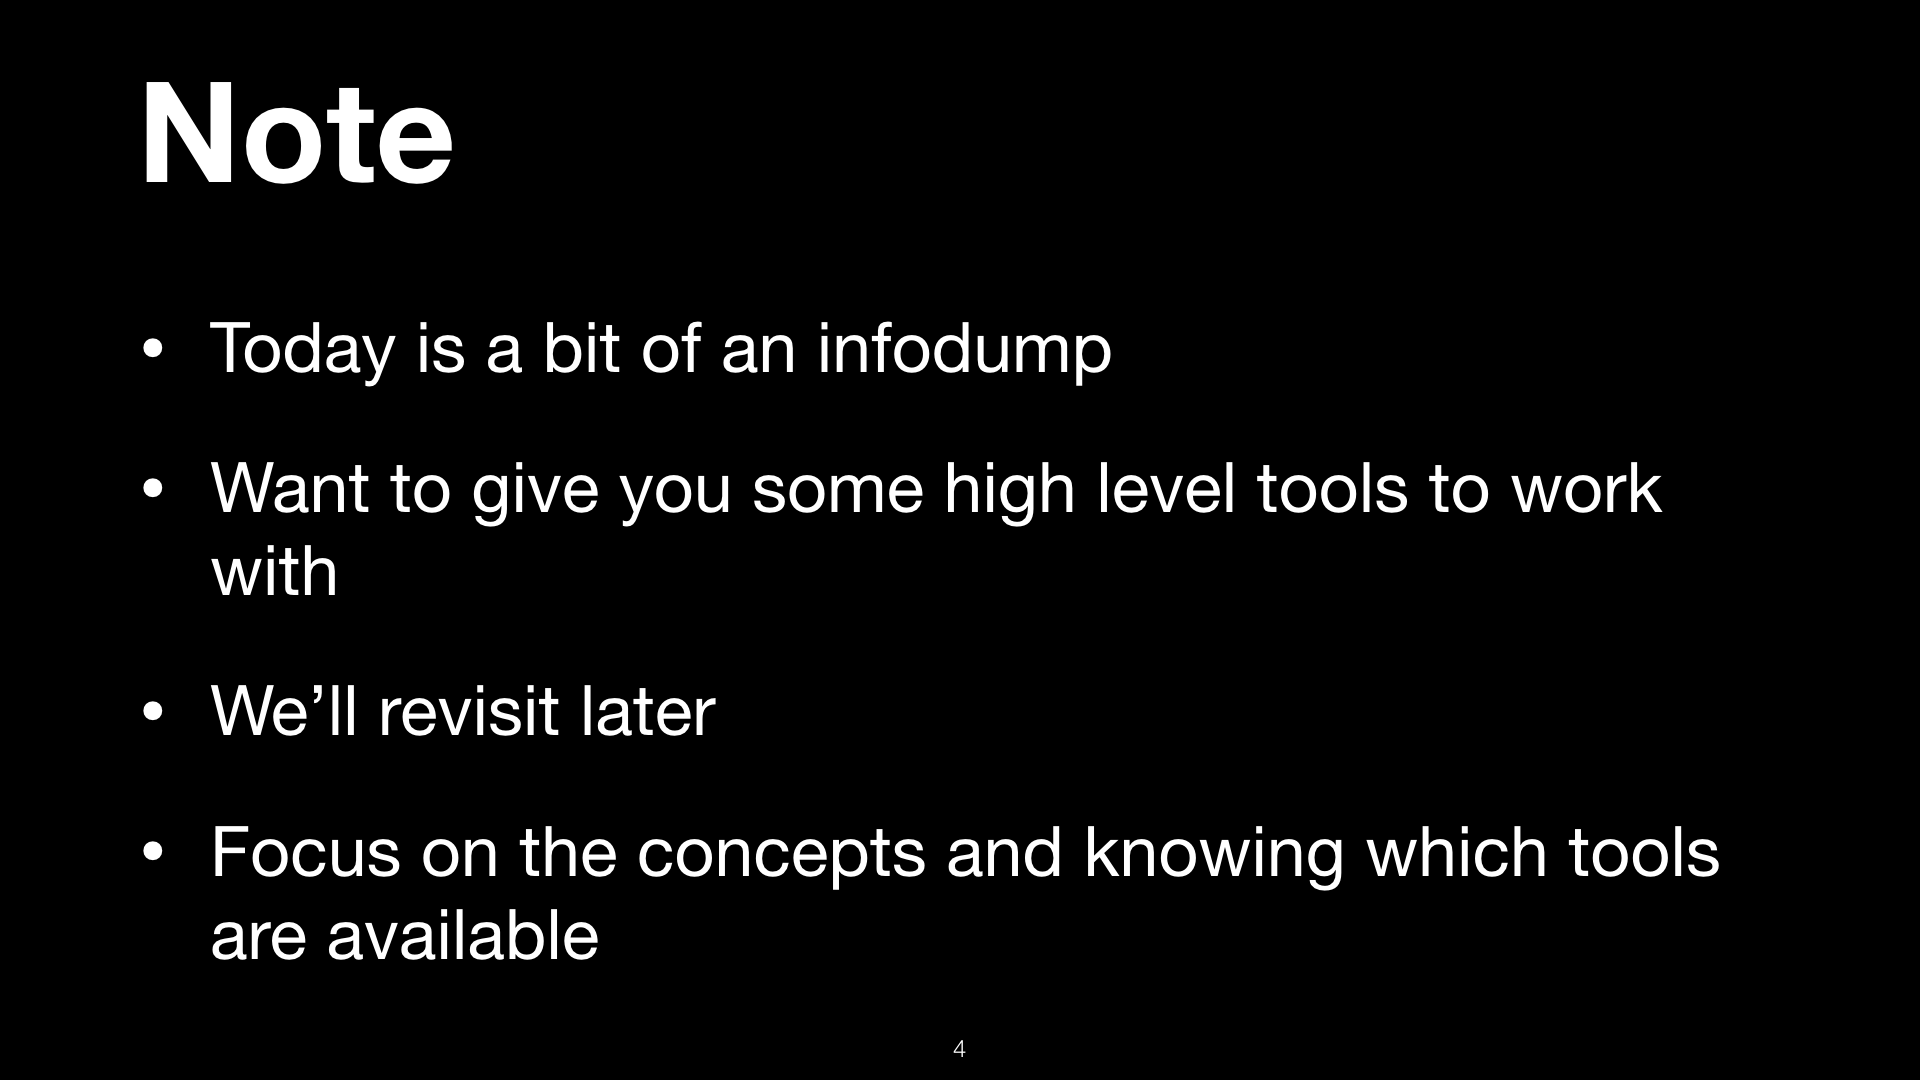 Note
• Today is a bit of an infodump
• Want to give you some high level tools to work
with
• We’ll revisit later
• Focus on the concepts and knowing which tools
are available
4